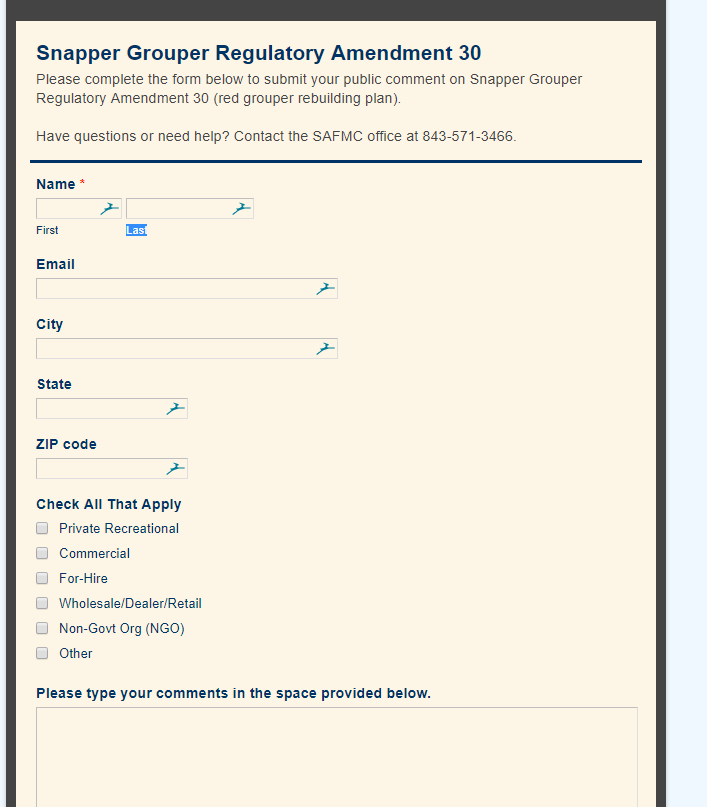 Snapper Grouper Regulatory Amendment 30
Please complete the form below to submit your public comment on Snapper Grouper
Regulatory Amendment 30 (red grouper rebuilding plan).
Have questions or need help? Contact the SAFMC office at 843-571-3466.
Name *
First Last
Email
City
State
ZIP code
Check All That Apply
Private Recreational
Commercial
For-Hire
Wholesale/Dealer/Retail
Non-Govt Org (NGO)
Other
Please type your comments in the space provided below.